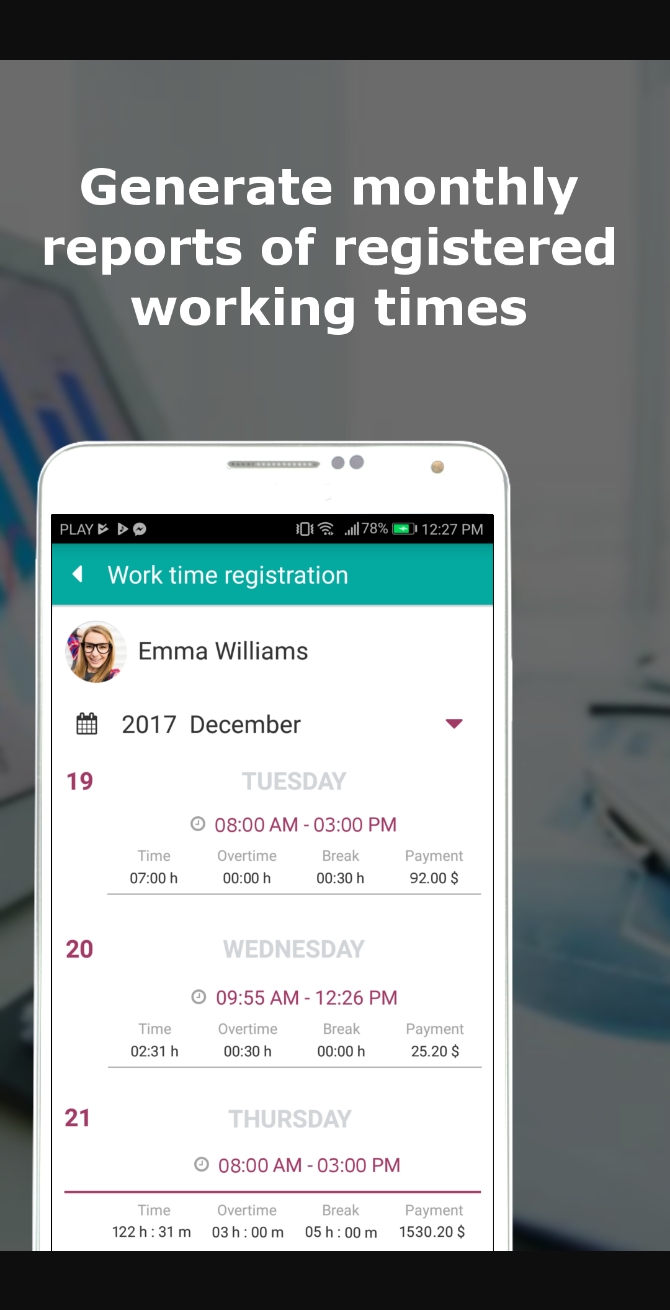 Generate monthly
reports of registered
working times
PLAY 78% 12:27 PM
Work time registration
Emma Williams
2017 December
19 TUESDAY
08:00 AM - 03:00 PM
Time Overtime Break Payment
07:00 h 00:00 h 00:30 h 92.00 $
20 WEDNESDAY
09:55 AM - 12:26 PM
Time Overtime Break Payment
02:31 h 00:30 h 00:00 h 25.20 $
21 THURSDAY
08:00 AM - 03:00 PM
Time Overtime Break Payment
122 h : 31 m 03 h : 00 m 05 h : 00 m 1530.20 $